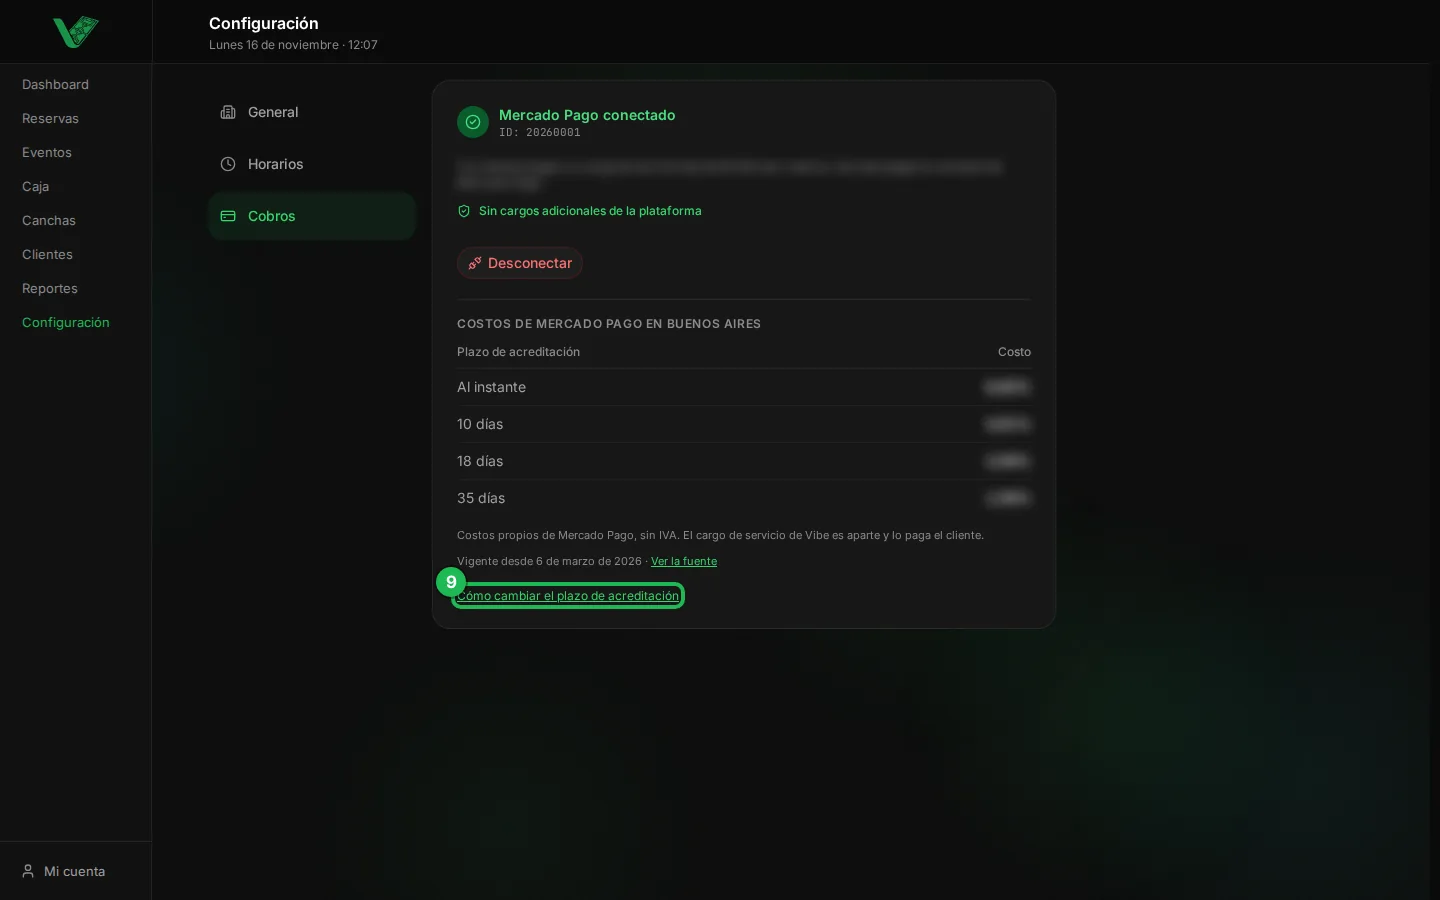 Configuración
Lunes 16 de noviembre · 12:07
Dashboard
Reservas
Eventos
Caja
Canchas
Clientes
Reportes
Configuración
Mi cuenta
General
Horarios
Cobros
Mercado Pago conectado
ID: 20260001
Sin cargos adicionales de la plataforma
Desconectar
COSTOS DE MERCADO PAGO EN BUENOS AIRES
Plazo de acreditación Costo
Al instante
10 días
18 días
35 días
Costos propios de Mercado Pago, sin IVA. El cargo de servicio de Vibe es aparte y lo paga el cliente.
Vigente desde 6 de marzo de 2026 · Ver la fuente
9
Cómo cambiar el plazo de acreditación